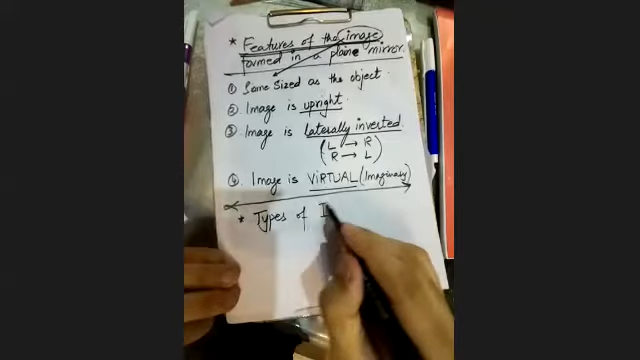 * Features of the image
formed in a plane mirror.
① Same Sized as the object.
② Image is upright.
③ Image is laterally inverted
(L → R
R → L)
④ Image is VIRTUAL (Imaginary)
* Types of I